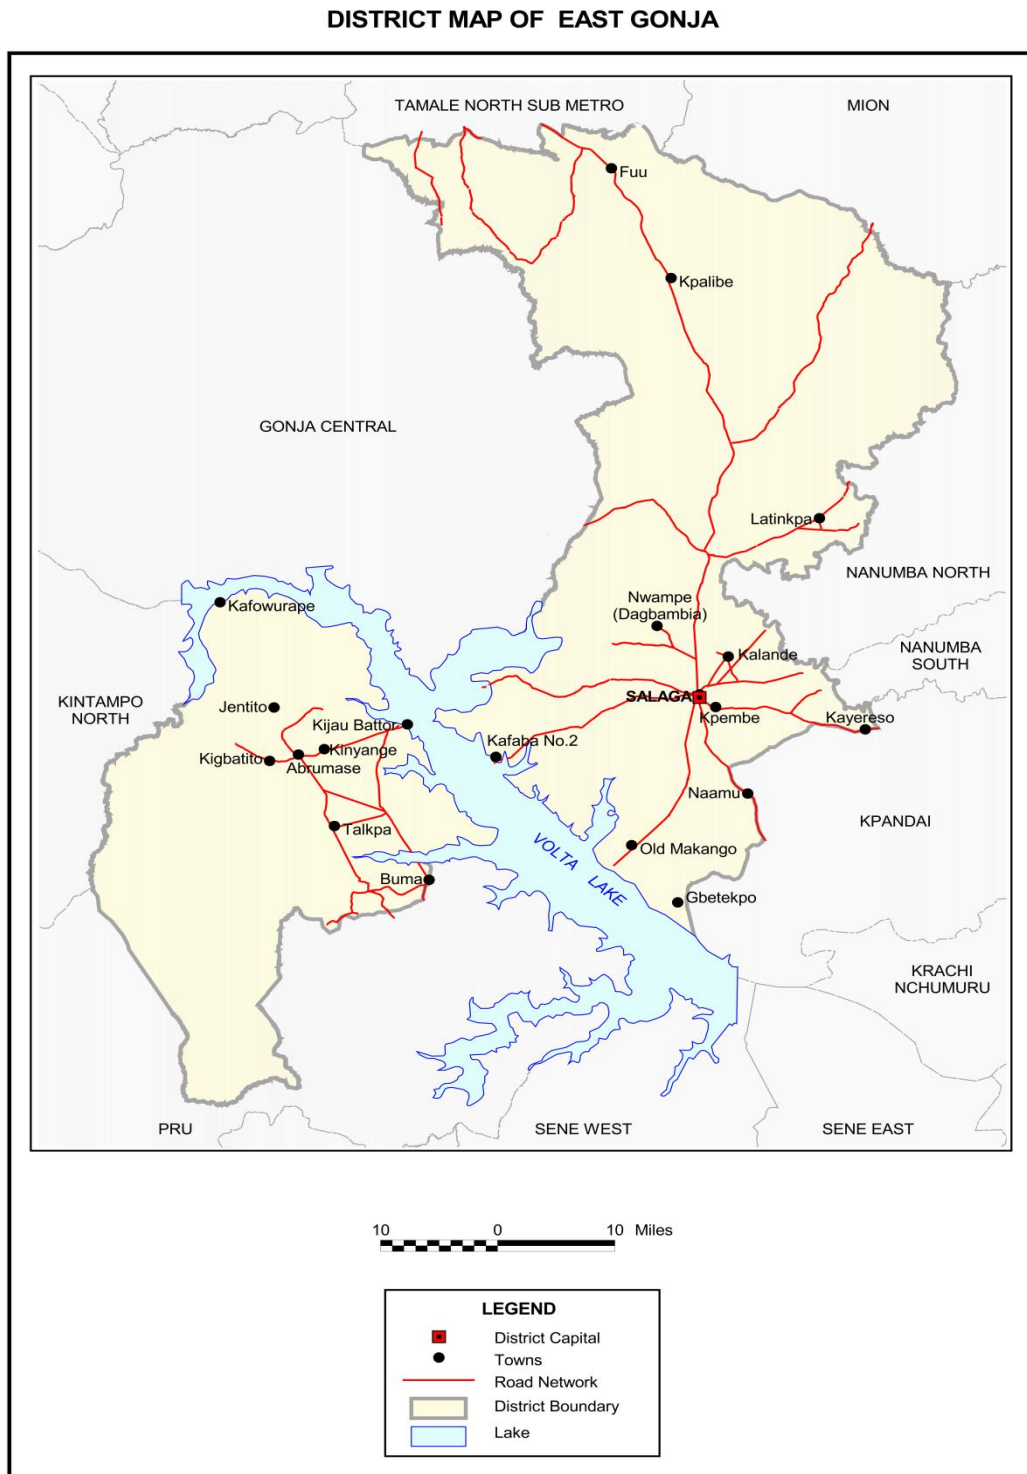 DISTRICT MAP OF EAST GONJA
TAMALE NORTH SUB METRO
MION
Fuu
Kpalibe
GONJA CENTRAL
Latinkpa
NANUMBA NORTH
Nwampe
(Dagbambia)
Kafowurape
NANUMBA
SOUTH
Kalande
KINTAMPO
NORTH
SALAGA
Jentito
Kpembe
Kayereso
Kijau Battor
Kafaba No.2
Kinyange
Kigbatito
Abrumase
Naamu
KPANDAI
Talkpa
Old Makango
VOLTA LAKE
Buma
Gbetekpo
KRACHI
NCHUMURU
PRU
SENE WEST
SENE EAST
10 0 10 Miles
LEGEND
District Capital
Towns
Road Network
District Boundary
Lake